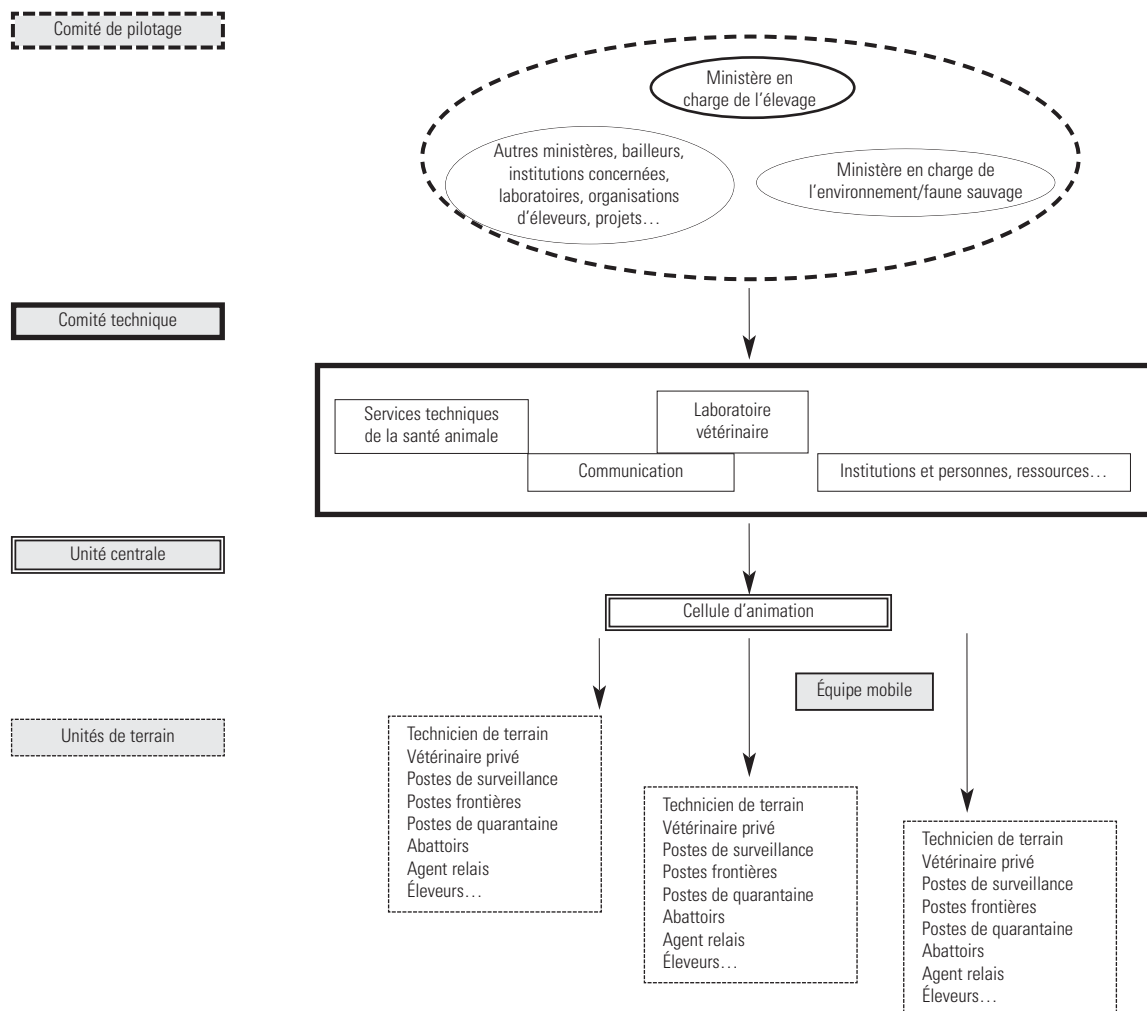 Comité de pilotage
Ministère en
charge de l'élevage
Autres ministères, bailleurs,
institutions concernées,
laboratoires, organisations
d'éleveurs, projets…
Ministère en charge de
l'environnement/faune sauvage
Comité technique
Services techniques
de la santé animale
Laboratoire
vétérinaire
Communication
Institutions et personnes, ressources…
Unité centrale
Cellule d'animation
Équipe mobile
Unités de terrain
Technicien de terrain
Vétérinaire privé
Postes de surveillance
Postes frontières
Postes de quarantaine
Abattoirs
Agent relais
Éleveurs…
Technicien de terrain
Vétérinaire privé
Postes de surveillance
Postes frontières
Postes de quarantaine
Abattoirs
Agent relais
Éleveurs…
Technicien de terrain
Vétérinaire privé
Postes de surveillance
Postes frontières
Postes de quarantaine
Abattoirs
Agent relais
Éleveurs…